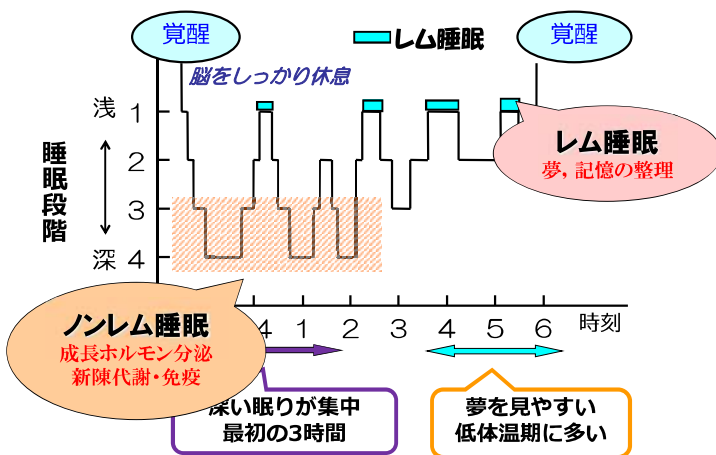 覚醒
レム睡眠
覚醒
脳をしっかり休息
浅 1
2
3
深 4
睡眠段階
レム睡眠
夢, 記憶の整理
ノンレム睡眠
成長ホルモン分泌
新陳代謝・免疫
1 2 3 4 5 6 時刻
深い眠りが集中
最初の3時間
夢を見やすい
低体温期に多い